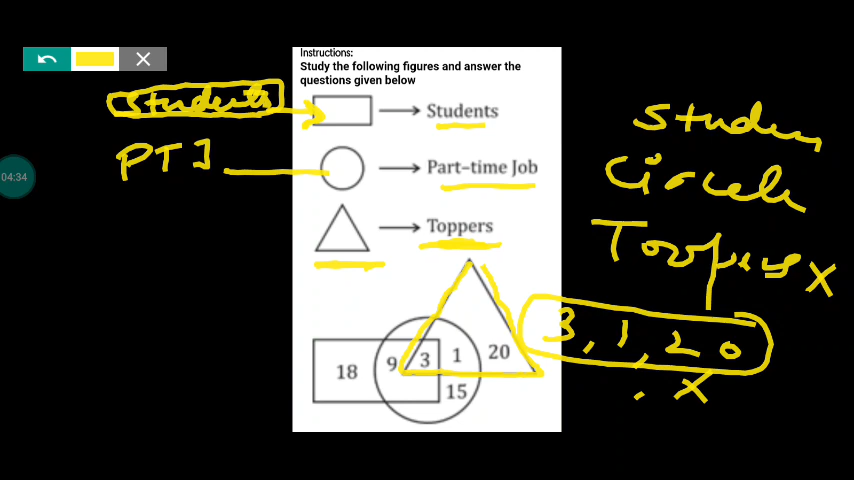 Instructions:
Study the following figures and answer the
questions given below
Students
Students
PTJ
Part-time Job
Toppers
04:34
Studen
Circle
Toppers X
3, 1, 20
. X
18
9
3
1
20
15